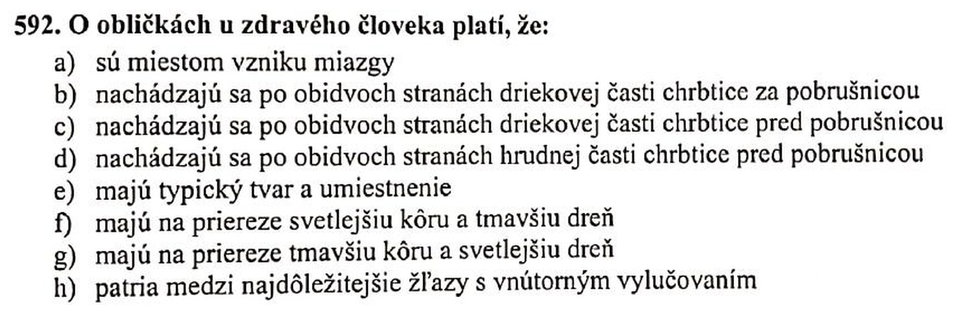 592. O obličkách u zdravého človeka platí, že:
a) sú miestom vzniku miazgy
b) nachádzajú sa po obidvoch stranách driekovej časti chrbtice za pobrušnicou
c) nachádzajú sa po obidvoch stranách driekovej časti chrbtice pred pobrušnicou
d) nachádzajú sa po obidvoch stranách hrudnej časti chrbtice pred pobrušnicou
e) majú typický tvar a umiestnenie
f) majú na priereze svetlejšiu kôru a tmavšiu dreň
g) majú na priereze tmavšiu kôru a svetlejšiu dreň
h) patria medzi najdôležitejšie žľazy s vnútorným vylučovaním